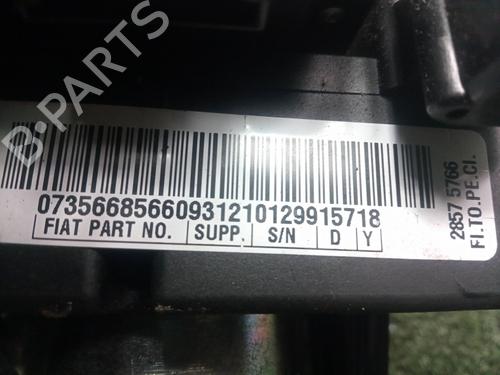 07356685660931210129915718
FIAT PART NO. SUPP. S/N D Y
2857 5766
FI.TO.PE.CI.
B-PARTS